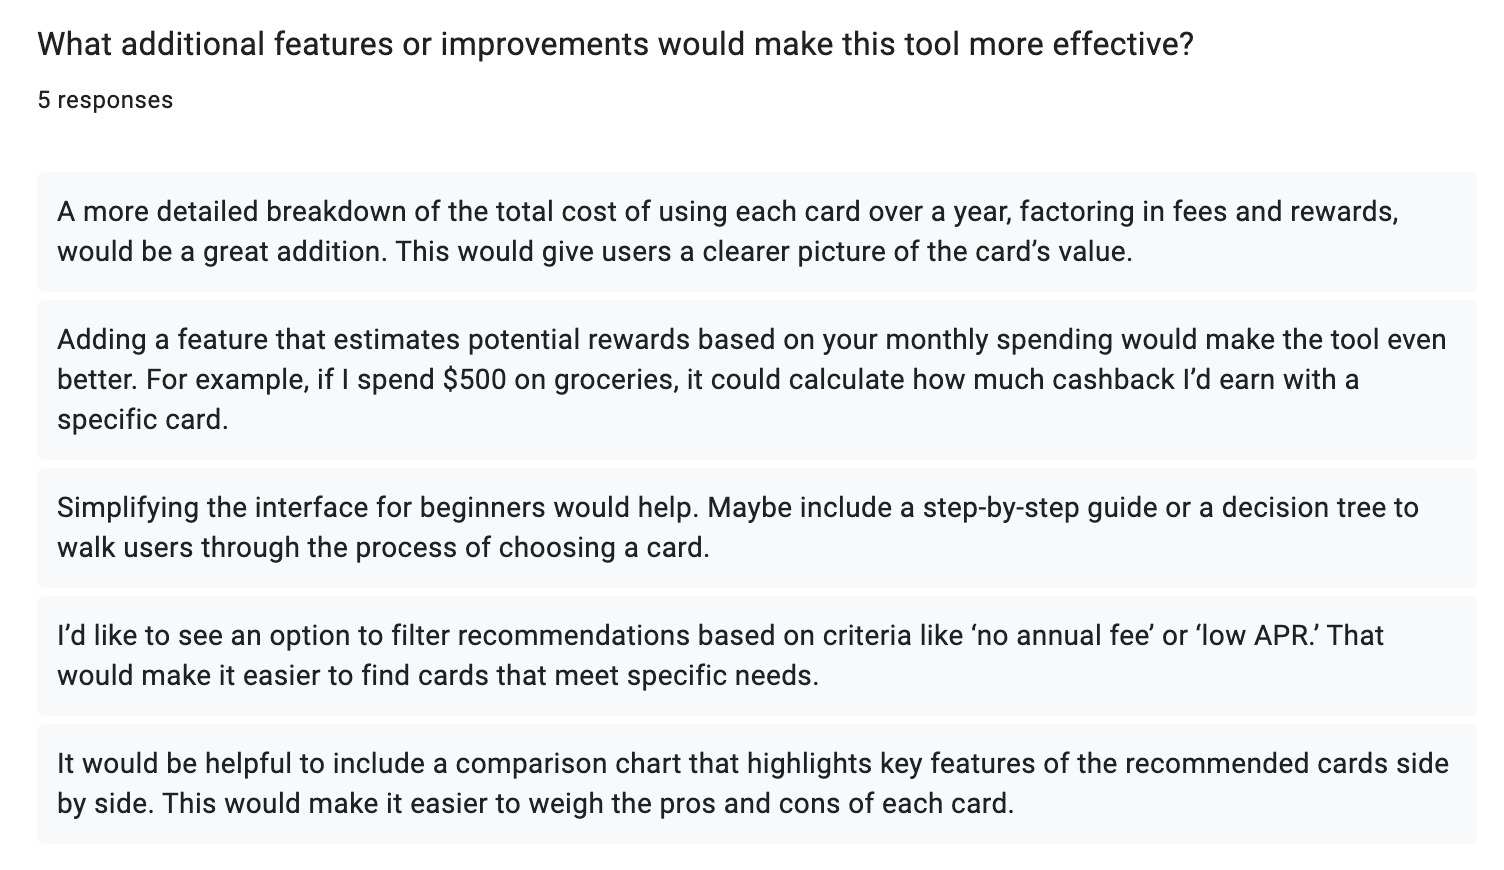 What additional features or improvements would make this tool more effective?
5 responses
A more detailed breakdown of the total cost of using each card over a year, factoring in fees and rewards,
would be a great addition. This would give users a clearer picture of the card’s value.
Adding a feature that estimates potential rewards based on your monthly spending would make the tool even
better. For example, if I spend $500 on groceries, it could calculate how much cashback I’d earn with a
specific card.
Simplifying the interface for beginners would help. Maybe include a step-by-step guide or a decision tree to
walk users through the process of choosing a card.
I’d like to see an option to filter recommendations based on criteria like ‘no annual fee’ or ‘low APR.’ That
would make it easier to find cards that meet specific needs.
It would be helpful to include a comparison chart that highlights key features of the recommended cards side
by side. This would make it easier to weigh the pros and cons of each card.